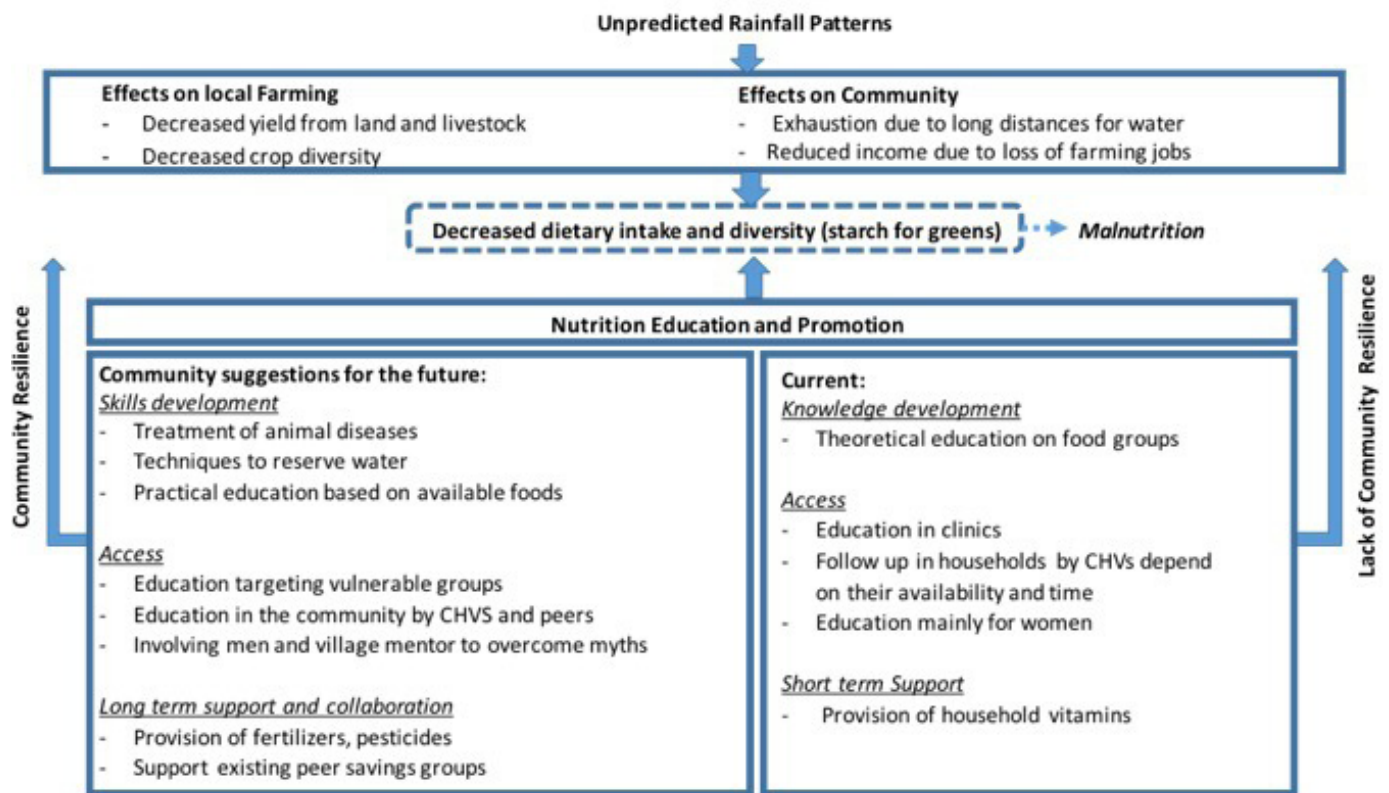 Unpredicted Rainfall Patterns
Effects on local Farming
- Decreased yield from land and livestock
- Decreased crop diversity
Effects on Community
- Exhaustion due to long distances for water
- Reduced income due to loss of farming jobs
Decreased dietary intake and diversity (starch for greens)
Malnutrition
Community Resilience
Lack of Community Resilience
Nutrition Education and Promotion
Community suggestions for the future:
Skills development
- Treatment of animal diseases
- Techniques to reserve water
- Practical education based on available foods
Access
- Education targeting vulnerable groups
- Education in the community by CHVS and peers
- Involving men and village mentor to overcome myths
Long term support and collaboration
- Provision of fertilizers, pesticides
- Support existing peer savings groups
Current:
Knowledge development
- Theoretical education on food groups
Access
- Education in clinics
- Follow up in households by CHVs depend
on their availability and time
- Education mainly for women
Short term Support
- Provision of household vitamins